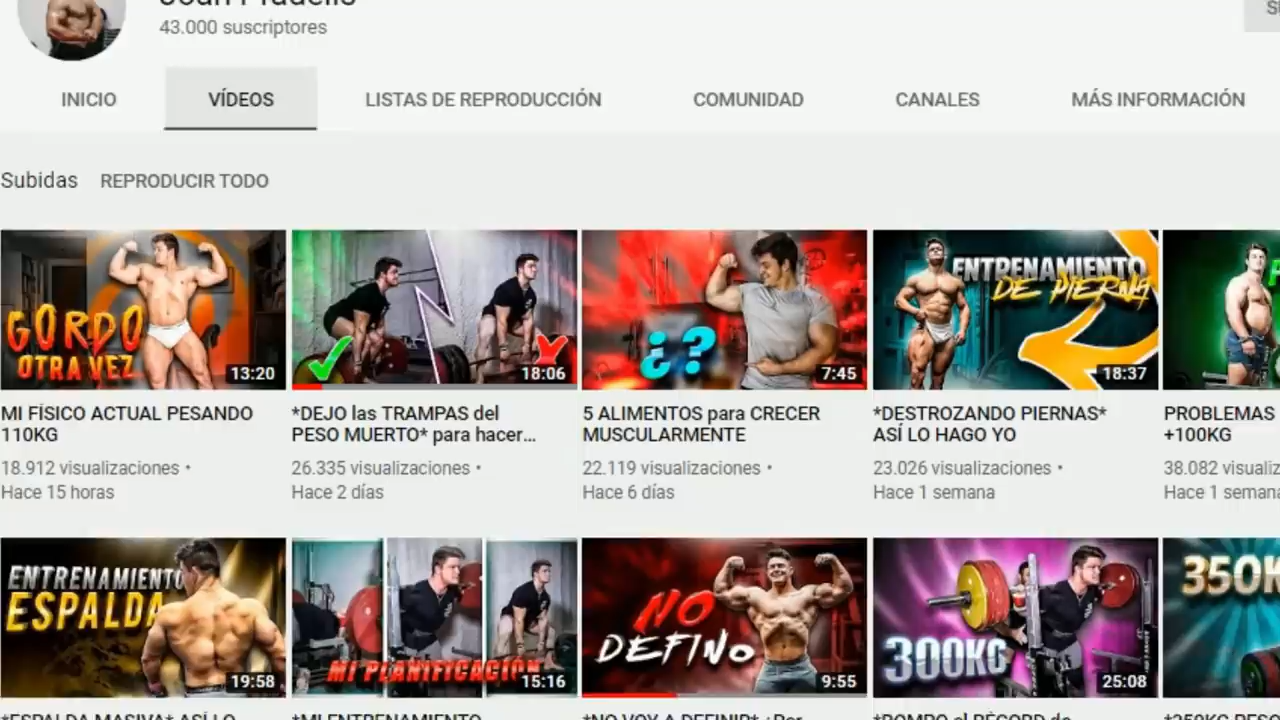 43.000 suscriptores
INICIO
VÍDEOS
LISTAS DE REPRODUCCIÓN
COMUNIDAD
CANALES
MÁS INFORMACIÓN
Subidas
REPRODUCIR TODO
GORDO
OTRA VEZ
13:20
18:06
¿?
7:45
ENTRENAMIENTO
DE PIERNA
18:37
MI FÍSICO ACTUAL PESANDO
110KG
18.912 visualizaciones •
Hace 15 horas
*DEJO las TRAMPAS del
PESO MUERTO* para hacer...
26.335 visualizaciones •
Hace 2 días
5 ALIMENTOS para CRECER
MUSCULARMENTE
22.119 visualizaciones •
Hace 6 días
*DESTROZANDO PIERNAS*
ASÍ LO HAGO YO
23.026 visualizaciones •
Hace 1 semana
PROBLEMAS
+100KG
38.082
Hace 1 semana
ENTRENAMIENTO
ESPALDA
19:58
MI PLANIFICACIÓN
15:16
NO
DEFINO
9:55
300KG
25:08
350K